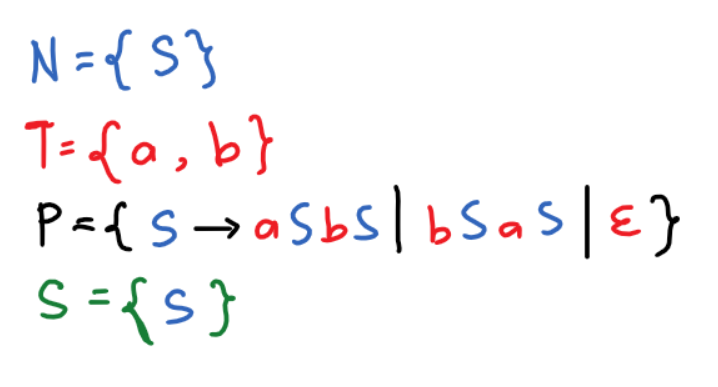 N={S}
T={a, b}
P={S→aSbS|bSaS|ε}
S={S}